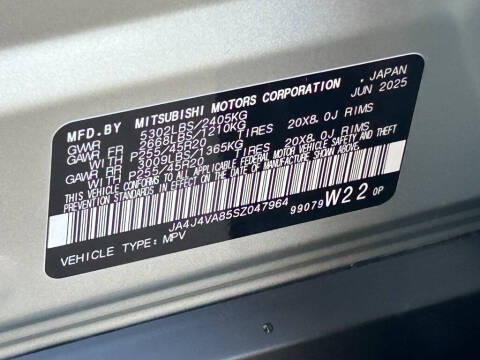 MFD.BY MITSUBISHI MOTORS CORPORATION, JAPAN
JUN 2025
GVWR 5302LBS/2405KG
GAWR FR 2668LBS/1210KG
WITH P255/45R20 TIRES 20X8.0J RIMS
GAWR RR 3009LBS/1365KG
WITH P255/45R20 TIRES 20X8.0J RIMS
THIS VEHICLE CONFORMS TO ALL APPLICABLE FEDERAL MOTOR VEHICLE SAFETY AND
THEFT PREVENTION STANDARDS IN EFFECT ON THE
DATE OF MANUFACTURE SHOWN ABOVE.
JA4J4VA85SZ047964
VEHICLE TYPE: MPV
99079 W22 0P